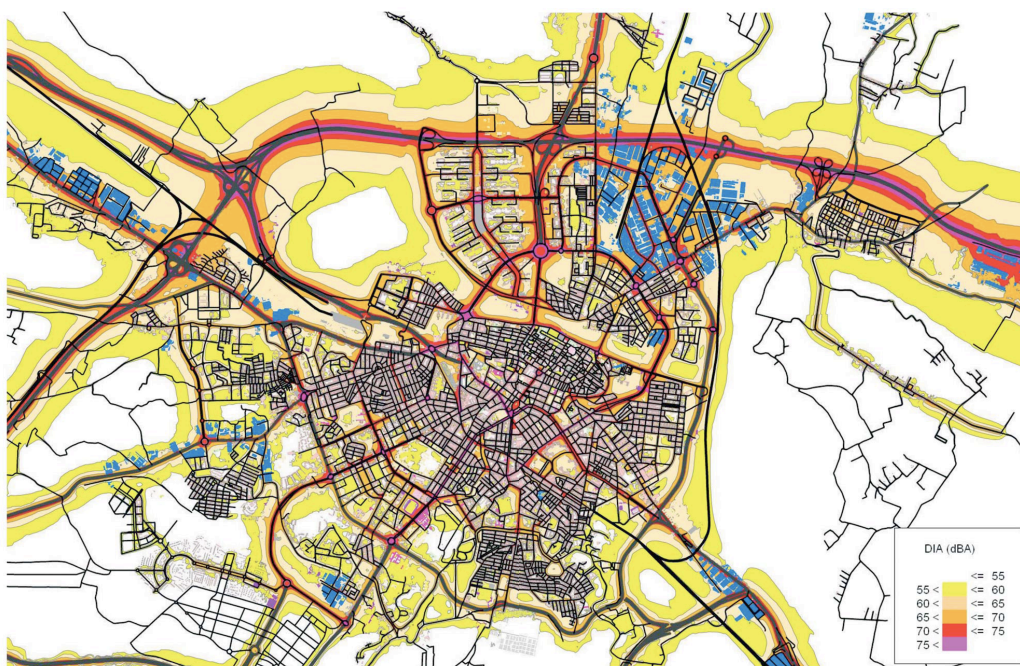 DIA (dBA)
<= 55
55 < <= 60
60 < <= 65
65 < <= 70
70 < <= 75
75 <